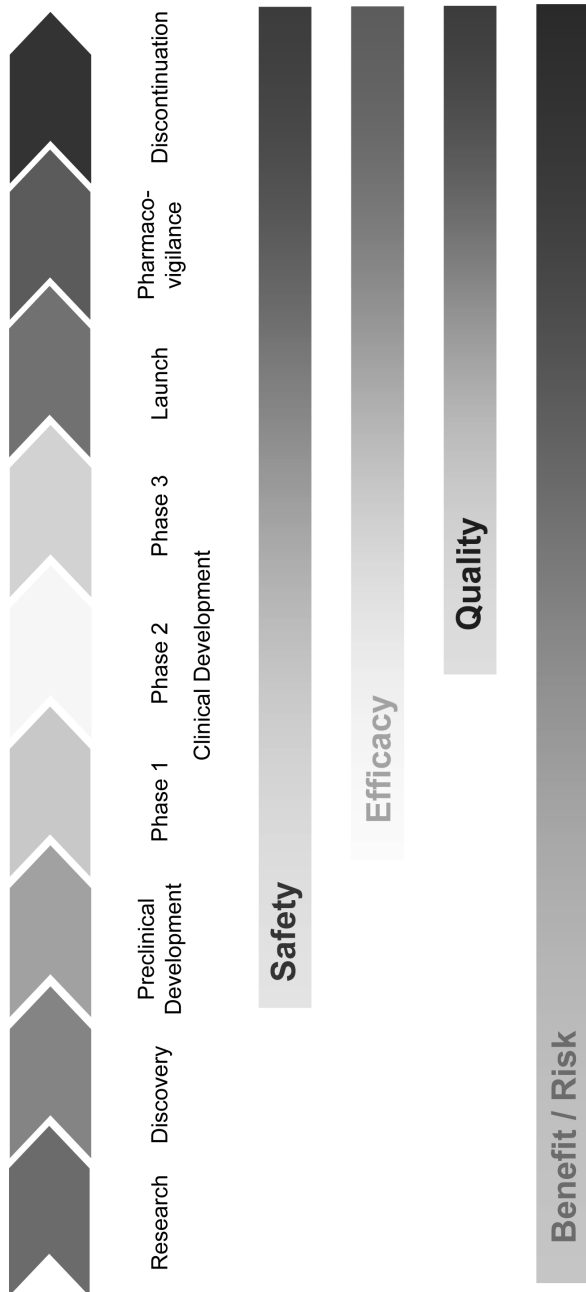 Research
Discovery
Preclinical
Development
Phase 1
Phase 2
Phase 3
Clinical Development
Launch
Pharmaco-
vigilance
Discontinuation
Safety
Efficacy
Quality
Benefit / Risk